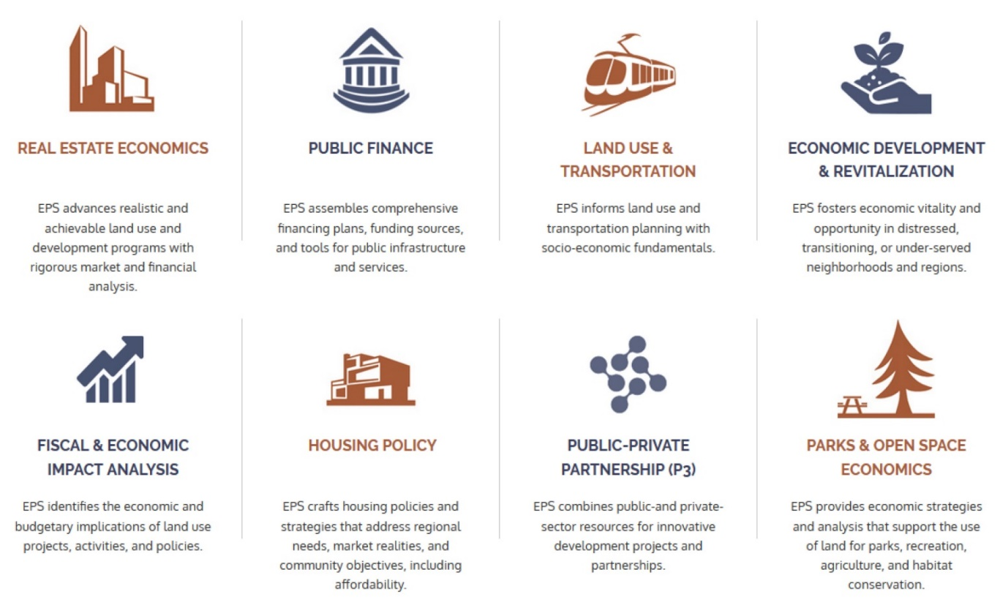 REAL ESTATE ECONOMICS
EPS advances realistic and
achievable land use and
development programs with
rigorous market and financial
analysis.
PUBLIC FINANCE
EPS assembles comprehensive
financing plans, funding sources,
and tools for public infrastructure
and services.
LAND USE &
TRANSPORTATION
EPS informs land use and
transportation planning with
socio-economic fundamentals.
ECONOMIC DEVELOPMENT
& REVITALIZATION
EPS fosters economic vitality and
opportunity in distressed,
transitioning, or under-served
neighborhoods and regions.
FISCAL & ECONOMIC
IMPACT ANALYSIS
EPS identifies the economic and
budgetary implications of land use
projects, activities, and policies.
HOUSING POLICY
EPS crafts housing policies and
strategies that address regional
needs, market realities, and
community objectives, including
affordability.
PUBLIC-PRIVATE
PARTNERSHIP (P3)
EPS combines public-and private-
sector resources for innovative
development projects and
partnerships.
PARKS & OPEN SPACE
ECONOMICS
EPS provides economic strategies
and analysis that support the use
of land for parks, recreation,
agriculture, and habitat
conservation.